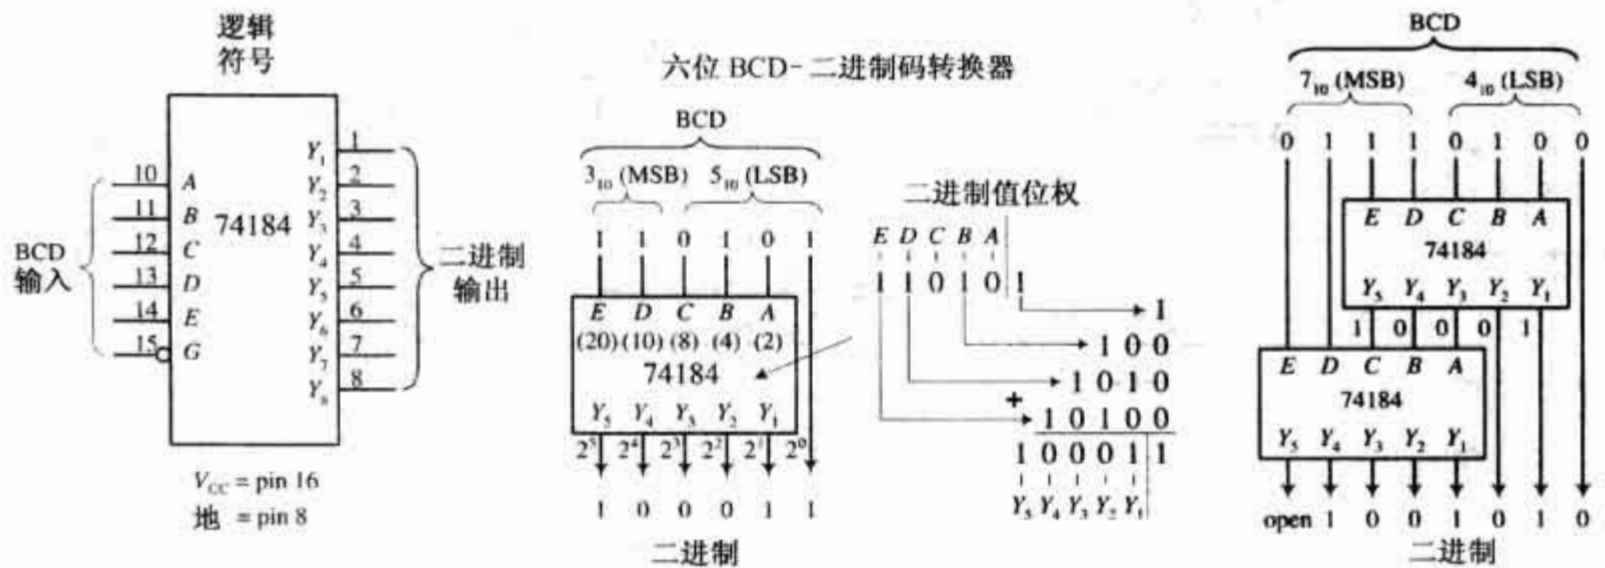 逻辑
符号
10 A
11 B
12 C
13 D
14 E
15 G
BCD
输入
74184
Y₁ 1
Y₂ 2
Y₃ 3
Y₄ 4
Y₅ 5
Y₆ 6
Y₇ 7
Y₈ 8
二进制
输出
V_CC = pin 16
地 = pin 8
六位 BCD-二进制码转换器
BCD
3₁₀ (MSB) 5₁₀ (LSB)
1 1 0 1 0 1
E D C B A
(20) (10) (8) (4) (2)
74184
Y₅ Y₄ Y₃ Y₂ Y₁
2⁵ 2⁴ 2³ 2² 2¹ 2⁰
1 0 0 0 1 1
二进制
二进制值位权
E D C B A
1 1 0 1 0 1
1
1 0 0
1 0 1 0
+ 1 0 1 0 0
1 0 0 0 1 1
Y₅ Y₄ Y₃ Y₂ Y₁
BCD
7₁₀ (MSB) 4₁₀ (LSB)
0 1 1 1 0 1 0 0
E D C B A
74184
Y₅ Y₄ Y₃ Y₂ Y₁
1 0 0 0 1
E D C B A
74184
Y₅ Y₄ Y₃ Y₂ Y₁
open 1 0 0 1 0 1 0
二进制